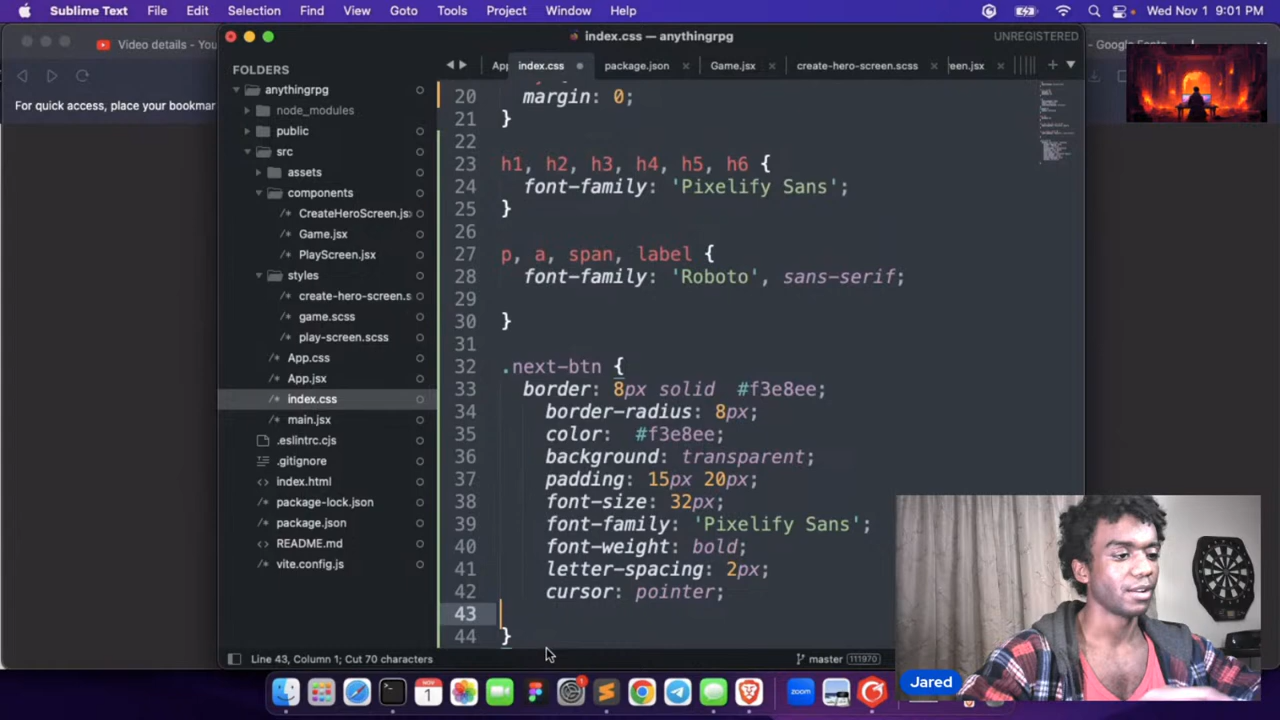 Sublime Text File Edit Selection Find View Goto Tools Project Window Help Wed Nov 1 9:01 PM
Video details - You
index.css — anythingrpg
UNREGISTERED
For quick access, place your bookmar
FOLDERS
anythingrpg
node_modules
public
src
assets
components
CreateHeroScreen.jsx
Game.jsx
PlayScreen.jsx
styles
create-hero-screen.s
game.scss
play-screen.scss
App.css
App.jsx
index.css
main.jsx
.eslintrc.cjs
.gitignore
index.html
package-lock.json
package.json
README.md
vite.config.js
App index.css package.json Game.jsx create-hero-screen.scss een.jsx
20 margin: 0;
21 }
22
23 h1, h2, h3, h4, h5, h6 {
24 font-family: 'Pixelify Sans';
25 }
26
27 p, a, span, label {
28 font-family: 'Roboto', sans-serif;
29
30 }
31
32 .next-btn {
33 border: 8px solid #f3e8ee;
34 border-radius: 8px;
35 color: #f3e8ee;
36 background: transparent;
37 padding: 15px 20px;
38 font-size: 32px;
39 font-family: 'Pixelify Sans';
40 font-weight: bold;
41 letter-spacing: 2px;
42 cursor: pointer;
43
44 }
Line 43, Column 1; Cut 70 characters
master 111970
Jared
1
zoom